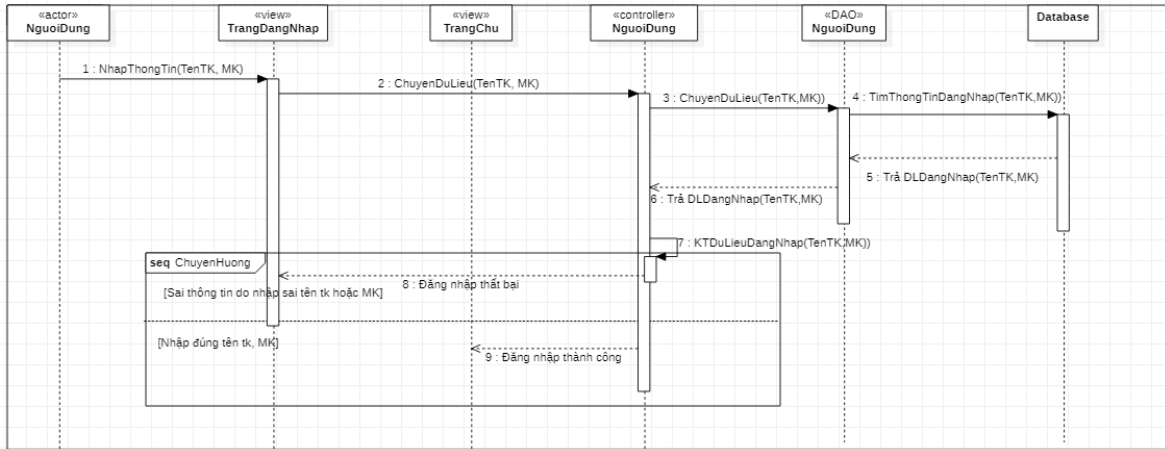 «actor»
NguoiDung
«view»
TrangDangNhap
«view»
TrangChu
«controller»
NguoiDung
«DAO»
NguoiDung
Database
1 : NhapThongTin(TenTK, MK)
2 : ChuyenDuLieu(TenTK, MK)
3 : ChuyenDuLieu(TenTK,MK))
4 : TimThongTinDangNhap(TenTK,MK))
5 : Trả DLDangNhap(TenTK,MK)
6 : Trả DLDangNhap(TenTK,MK)
7 : KTDuLieuDangNhap(TenTK,MK))
seq ChuyenHuong
8 : Đăng nhập thất bại
[Sai thông tin do nhập sai tên tk hoặc MK]
[Nhập đúng tên tk, MK]
9 : Đăng nhập thành công